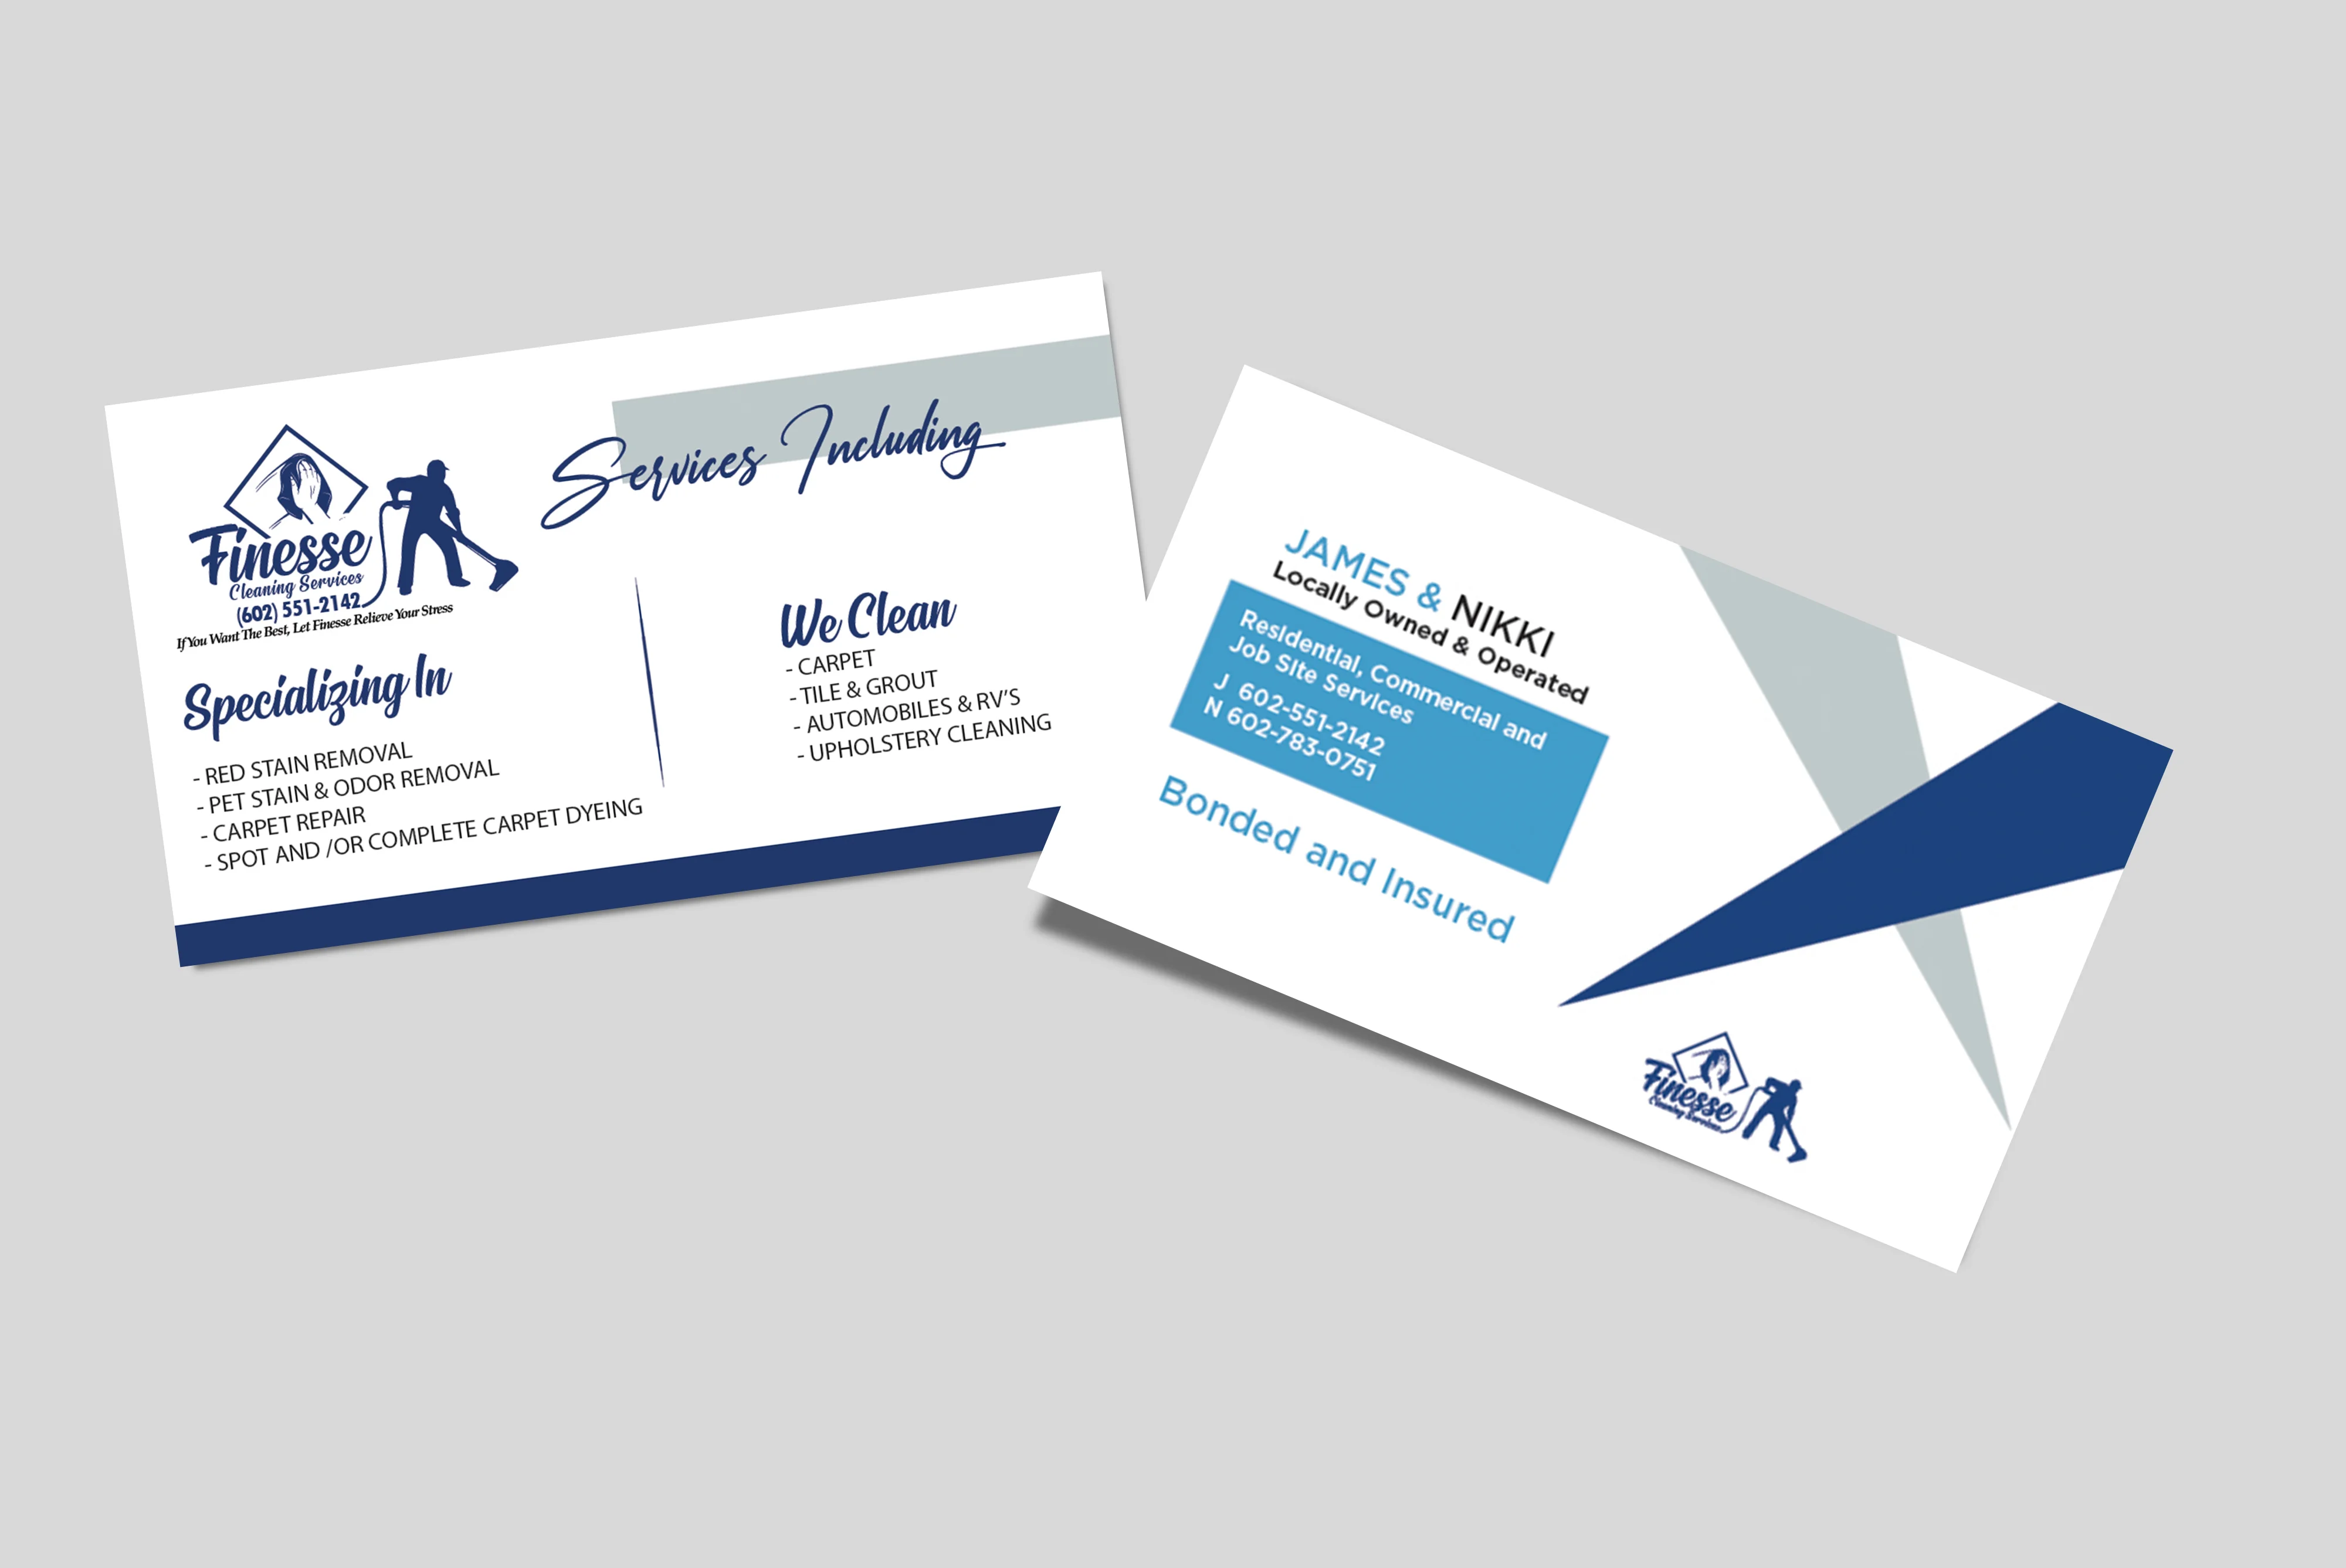 Finesse
Cleaning Services
(602) 551-2142
If You Want The Best, Let Finesse Relieve Your Stress
Services Including
Specializing In
- RED STAIN REMOVAL
- PET STAIN & ODOR REMOVAL
- CARPET REPAIR
- SPOT AND /OR COMPLETE CARPET DYEING
We Clean
- CARPET
- TILE & GROUT
- AUTOMOBILES & RV'S
- UPHOLSTERY CLEANING
JAMES & NIKKI
Locally Owned & Operated
Residential, Commercial and
Job Site Services
J 602-551-2142
N 602-783-0751
Bonded and Insured
Finesse
Cleaning Services